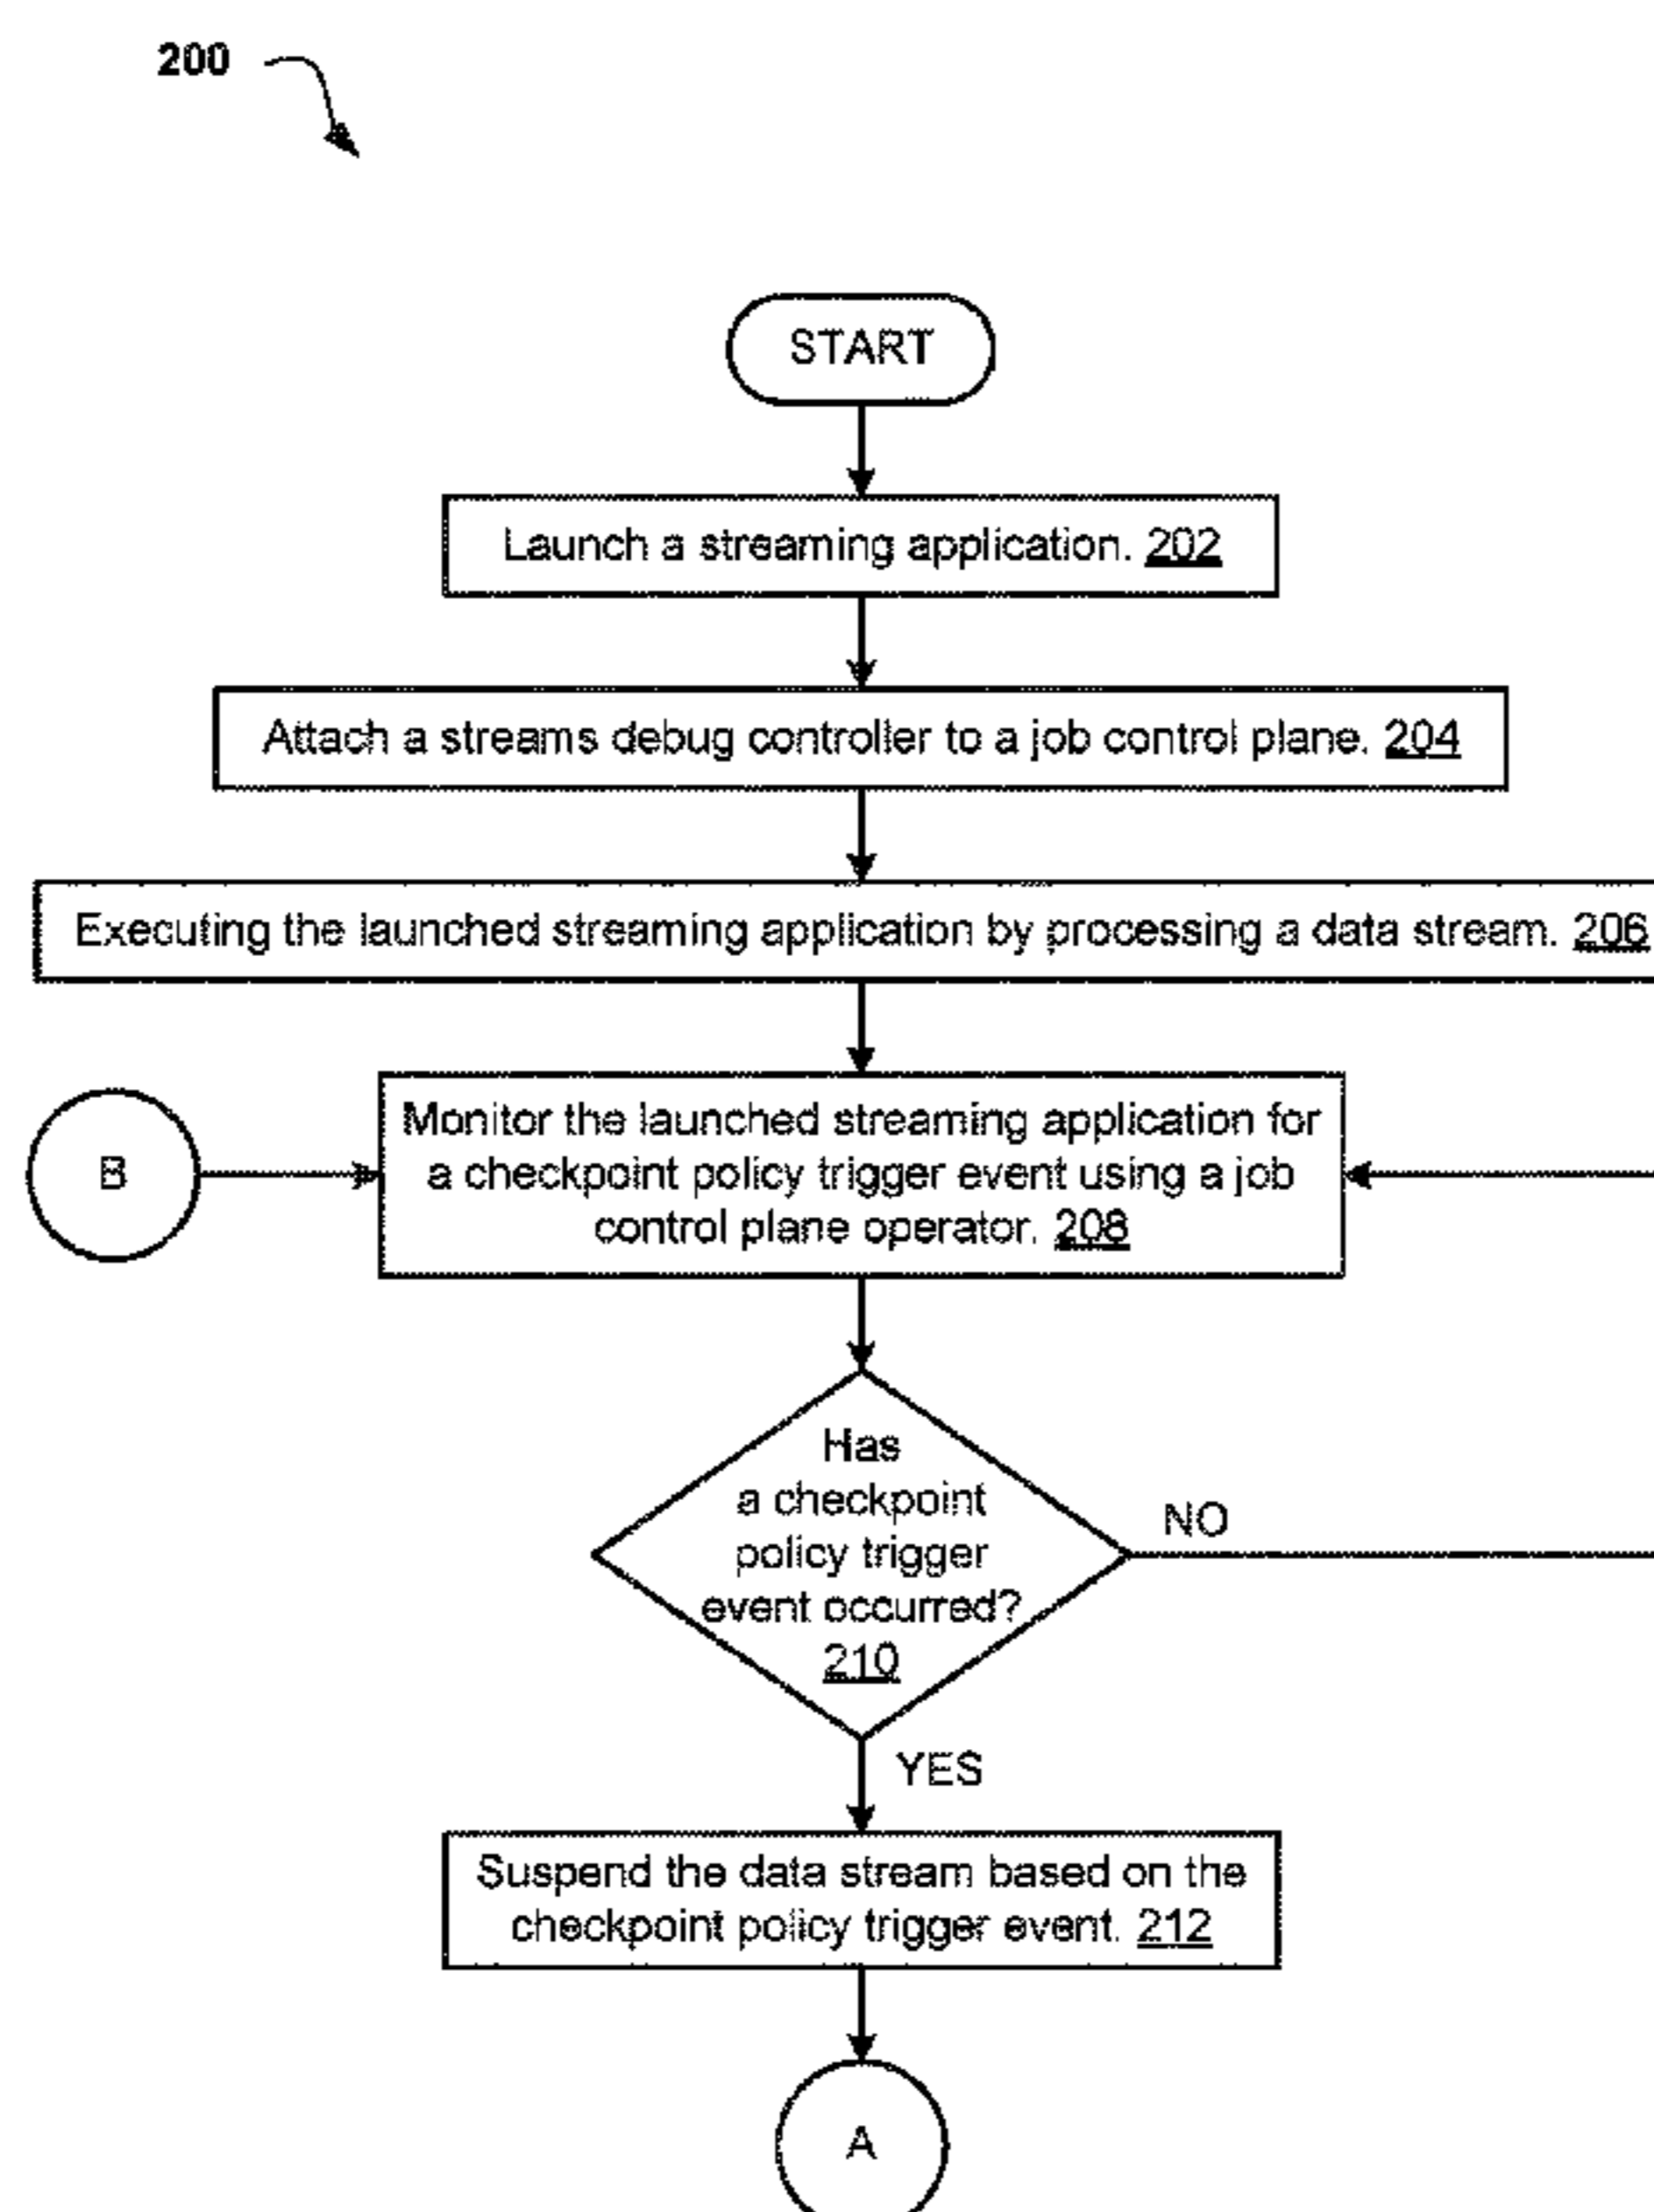 200
START
Launch a streaming application. 202
Attach a streams debug controller to a job control plane. 204
Executing the launched streaming application by processing a data stream. 206
B
Monitor the launched streaming application for
a checkpoint policy trigger event using a job
control plane operator. 208
Has
a checkpoint
policy trigger
event occurred?
210
NO
YES
Suspend the data stream based on the
checkpoint policy trigger event. 212
A